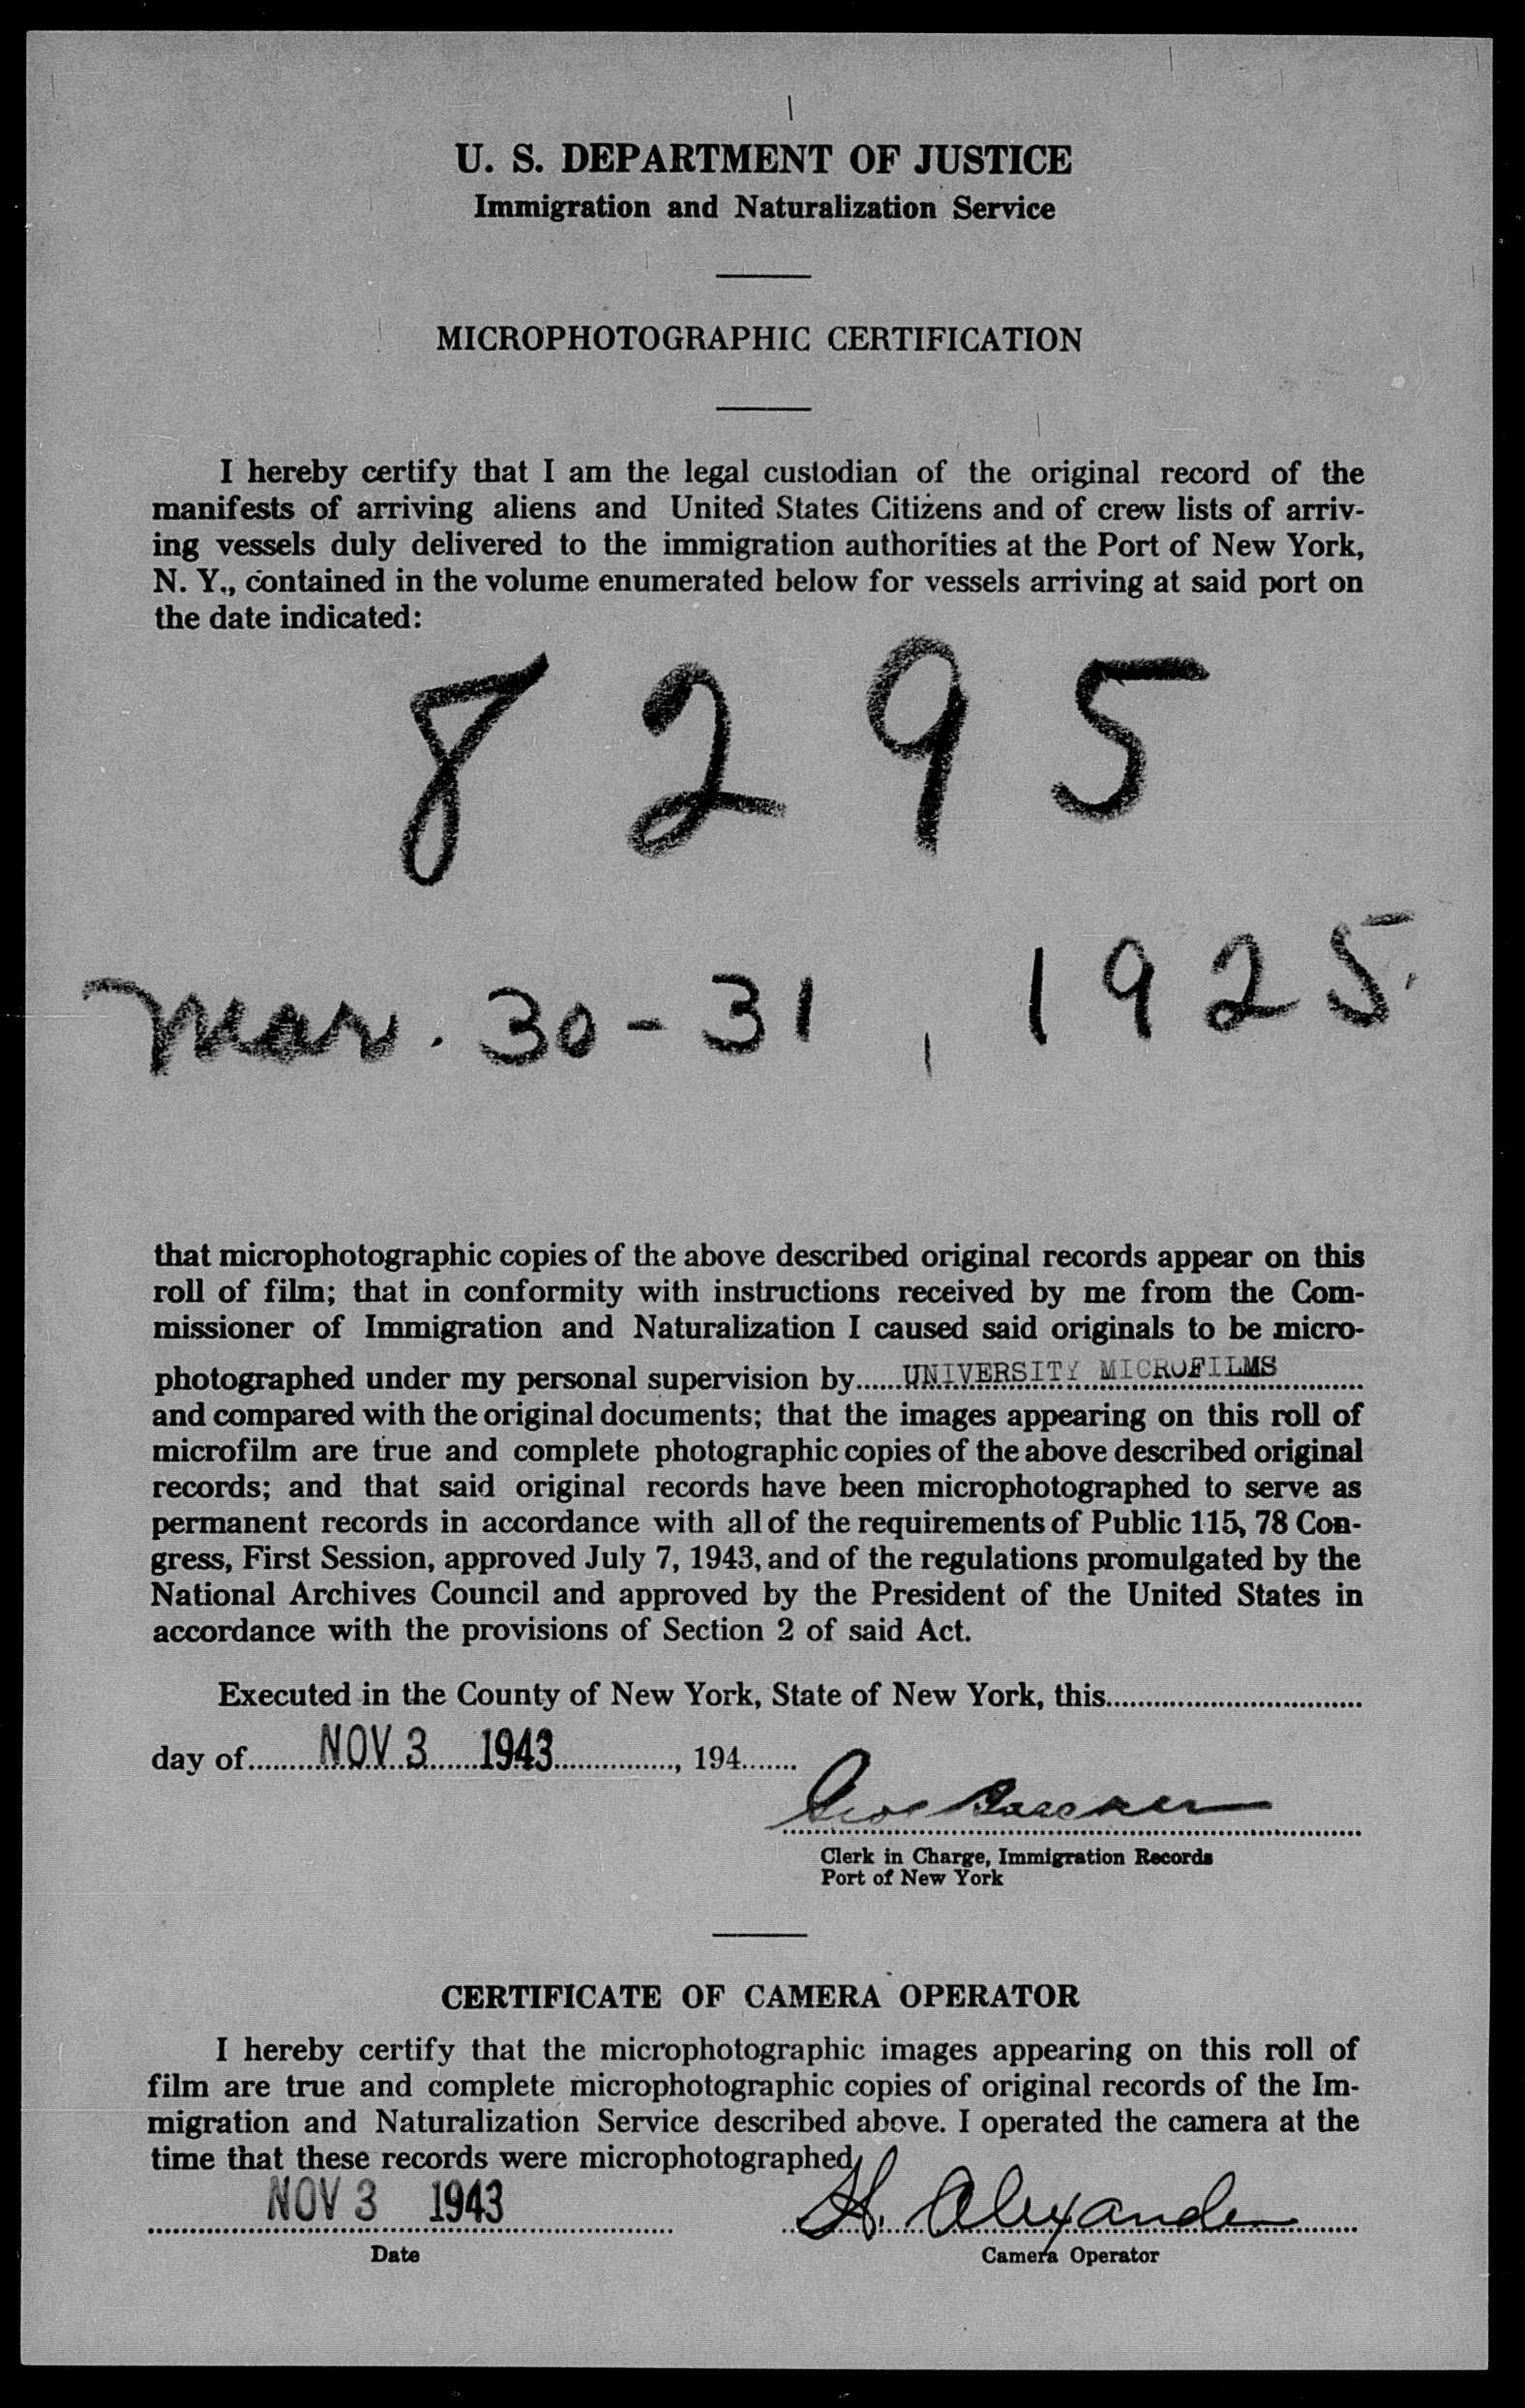 U. S. DEPARTMENT OF JUSTICE
Immigration and Naturalization Service
MICROPHOTOGRAPHIC CERTIFICATION
I hereby certify that I am the legal custodian of the original record of the
manifests of arriving aliens and United States Citizens and of crew lists of arriv-
ing vessels duly delivered to the immigration authorities at the Port of New York,
N. Y., contained in the volume enumerated below for vessels arriving at said port on
the date indicated:
8295
Mar. 30-31, 1925.
that microphotographic copies of the above described original records appear on this
roll of film; that in conformity with instructions received by me from the Com-
missioner of Immigration and Naturalization I caused said originals to be micro-
photographed under my personal supervision by......UNIVERSITY MICROFILMS
and compared with the original documents; that the images appearing on this roll of
microfilm are true and complete photographic copies of the above described original
records; and that said original records have been microphotographed to serve as
permanent records in accordance with all of the requirements of Public 115, 78 Con-
gress, First Session, approved July 7, 1943, and of the regulations promulgated by the
National Archives Council and approved by the President of the United States in
accordance with the provisions of Section 2 of said Act.
Executed in the County of New York, State of New York, this
day of NOV 3 1943, 194
Clerk in Charge, Immigration Records
Port of New York
CERTIFICATE OF CAMERA OPERATOR
I hereby certify that the microphotographic images appearing on this roll of
film are true and complete microphotographic copies of original records of the Im-
migration and Naturalization Service described above. I operated the camera at the
time that these records were microphotographed.
NOV 3 1943 H. Alexander
Date Camera Operator